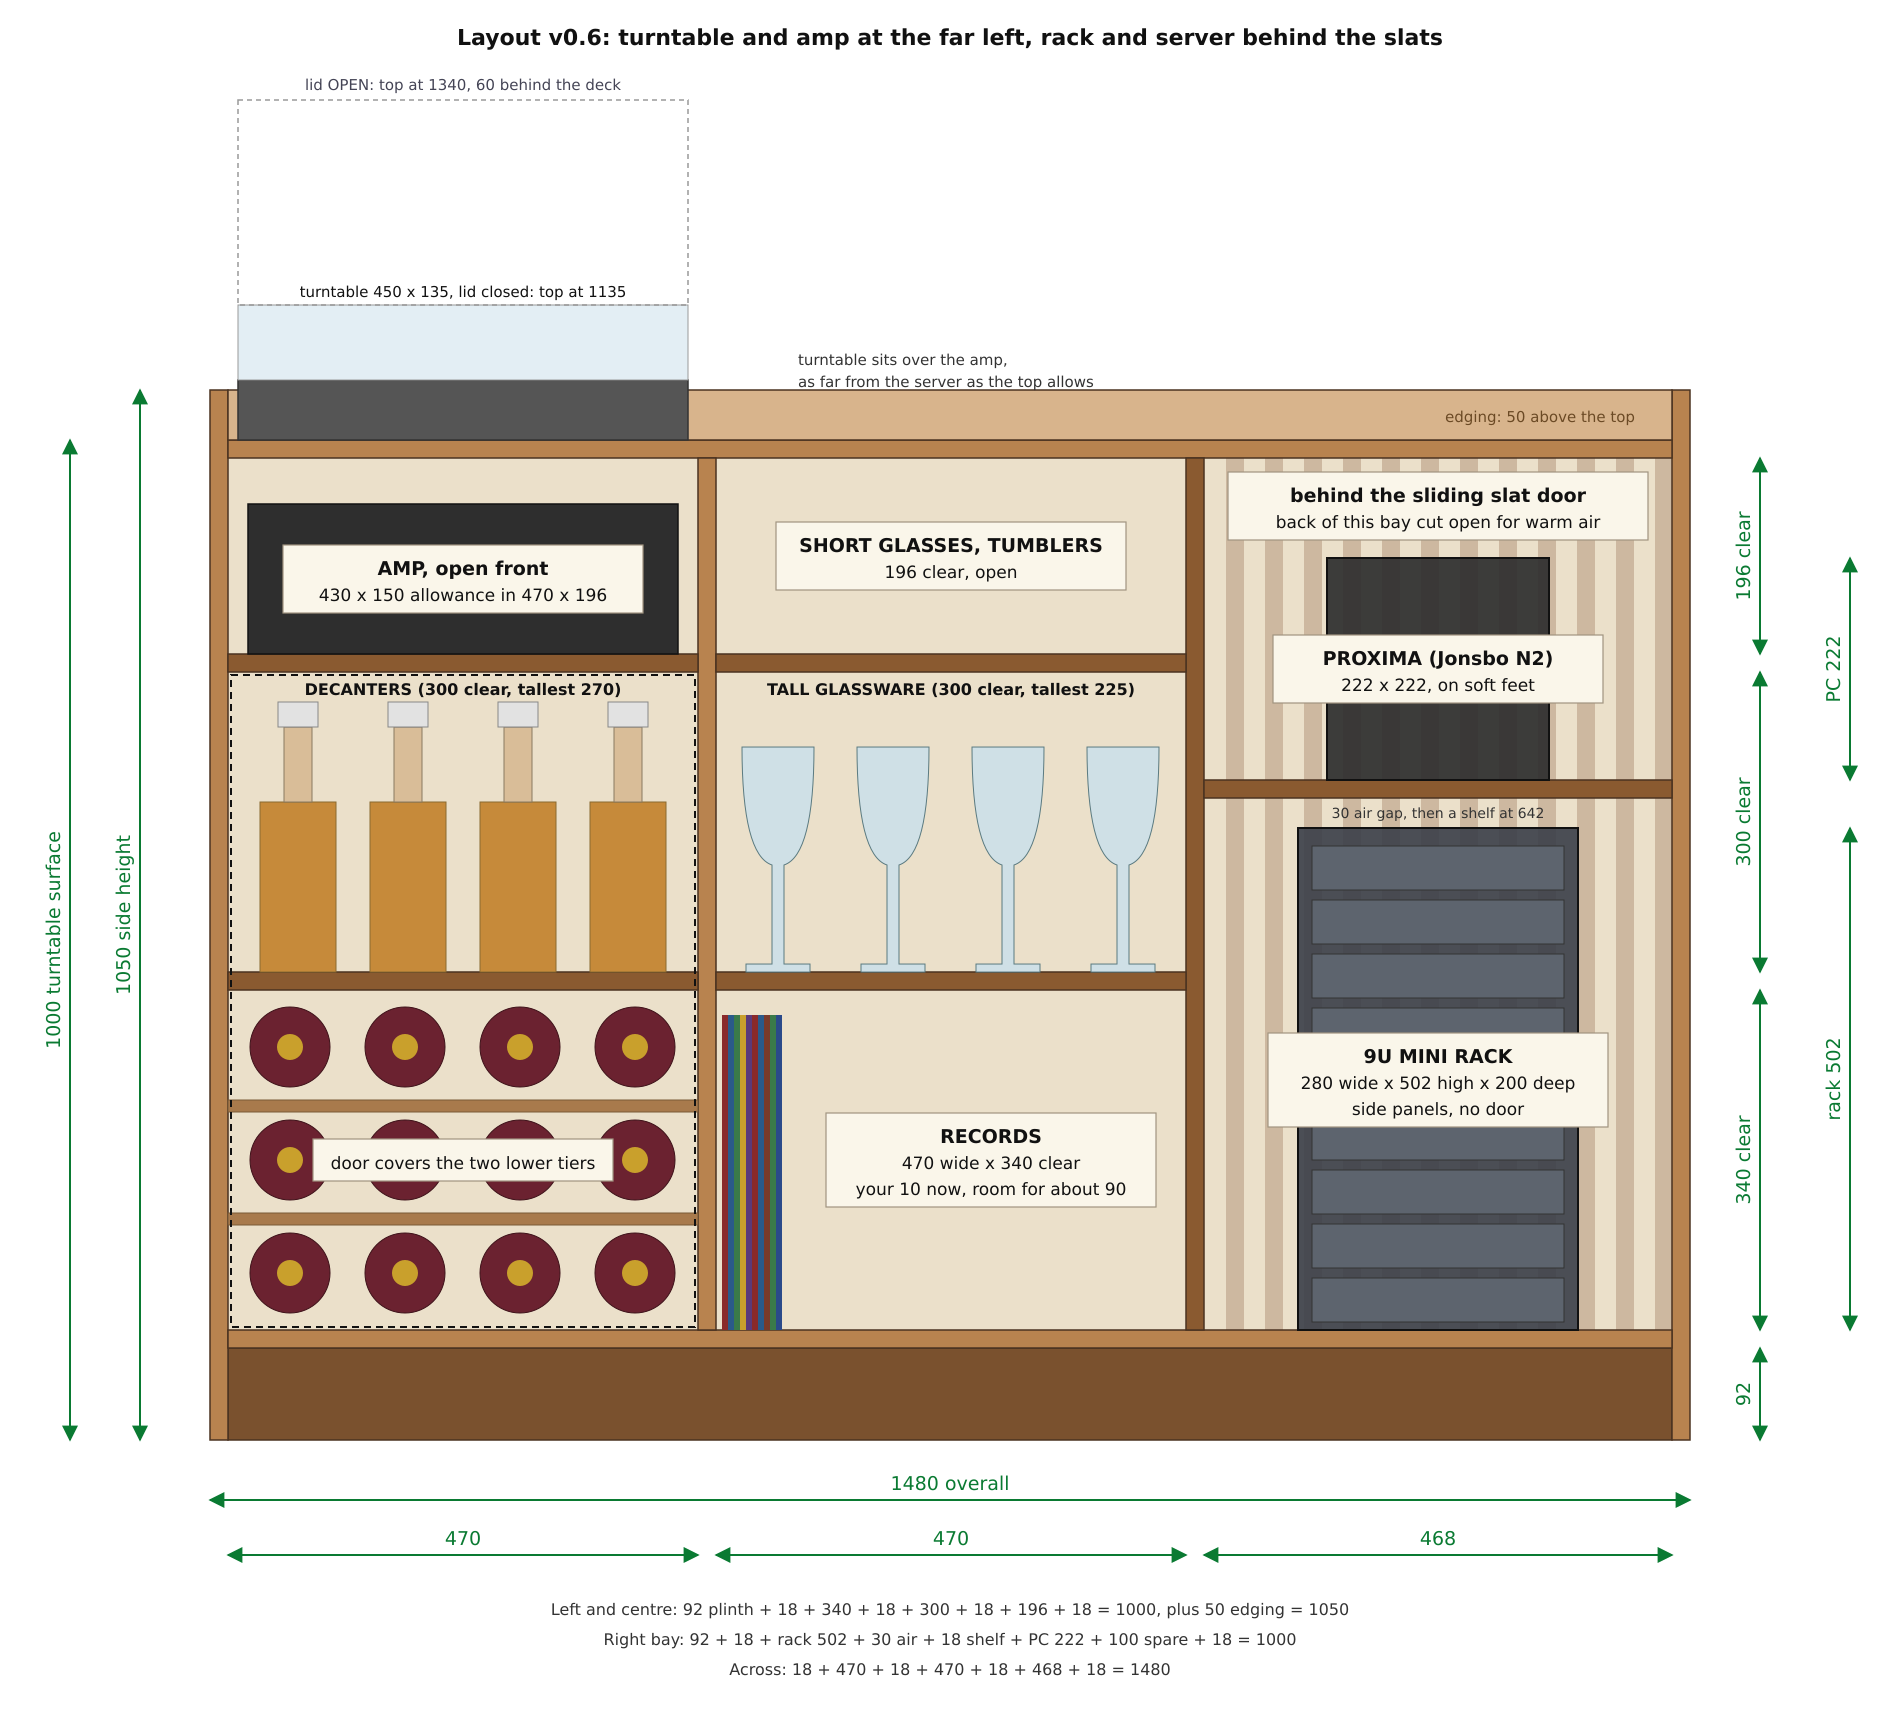 Layout v0.6: turntable and amp at the far left, rack and server behind the slats
lid OPEN: top at 1340, 60 behind the deck
turntable 450 x 135, lid closed: top at 1135
turntable sits over the amp,
as far from the server as the top allows
edging: 50 above the top
AMP, open front
430 x 150 allowance in 470 x 196
SHORT GLASSES, TUMBLERS
196 clear, open
behind the sliding slat door
back of this bay cut open for warm air
PROXIMA (Jonsbo N2)
222 x 222, on soft feet
DECANTERS (300 clear, tallest 270)
TALL GLASSWARE (300 clear, tallest 225)
30 air gap, then a shelf at 642
9U MINI RACK
280 wide x 502 high x 200 deep
side panels, no door
door covers the two lower tiers
RECORDS
470 wide x 340 clear
your 10 now, room for about 90
1000 turntable surface
1050 side height
196 clear
300 clear
340 clear
92
PC 222
rack 502
1480 overall
470
470
468
Left and centre: 92 plinth + 18 + 340 + 18 + 300 + 18 + 196 + 18 = 1000, plus 50 edging = 1050
Right bay: 92 + 18 + rack 502 + 30 air + 18 shelf + PC 222 + 100 spare + 18 = 1000
Across: 18 + 470 + 18 + 470 + 18 + 468 + 18 = 1480